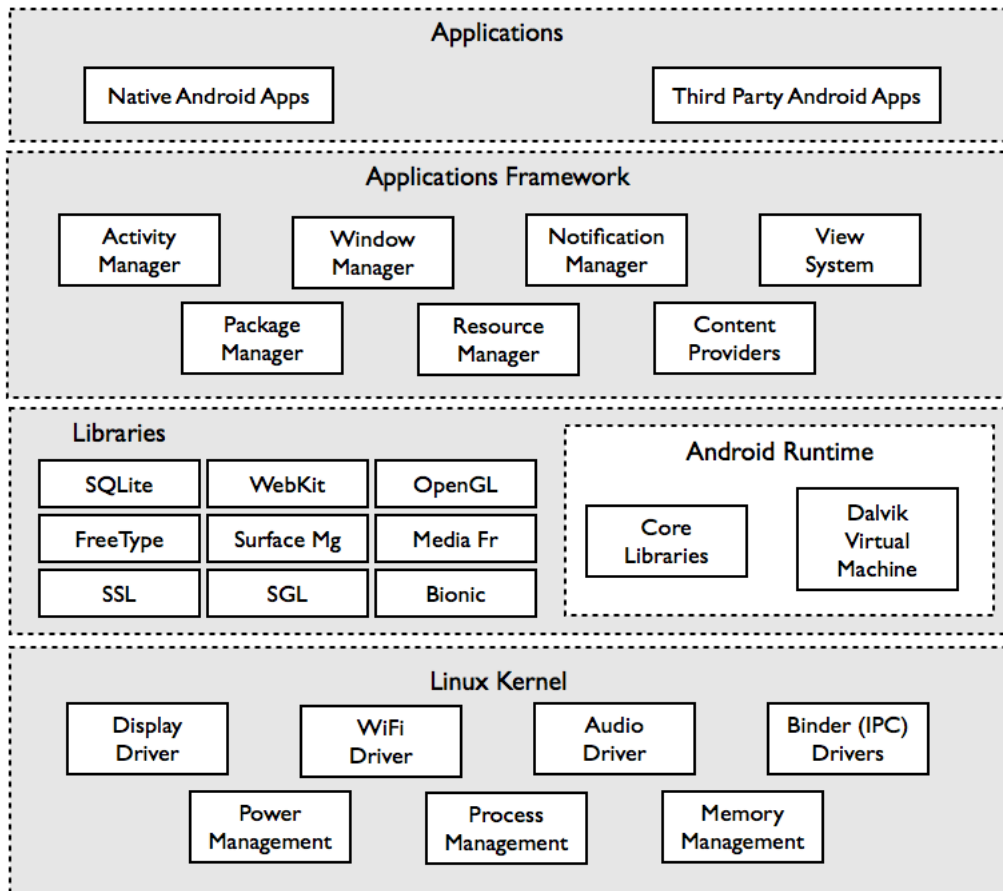 Applications
Native Android Apps
Third Party Android Apps
Applications Framework
Activity
Manager
Window
Manager
Notification
Manager
View
System
Package
Manager
Resource
Manager
Content
Providers
Libraries
SQLite
WebKit
OpenGL
FreeType
Surface Mg
Media Fr
SSL
SGL
Bionic
Android Runtime
Core
Libraries
Dalvik
Virtual
Machine
Linux Kernel
Display
Driver
WiFi
Driver
Audio
Driver
Binder (IPC)
Drivers
Power
Management
Process
Management
Memory
Management